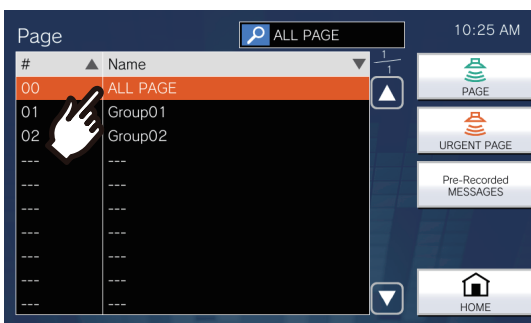 Page
ALL PAGE
10:25 AM
# Name
1
1
00 ALL PAGE
01 Group01
02 Group02
--- ---
--- ---
--- ---
--- ---
--- ---
--- ---
--- ---
PAGE
URGENT PAGE
Pre-Recorded
MESSAGES
HOME